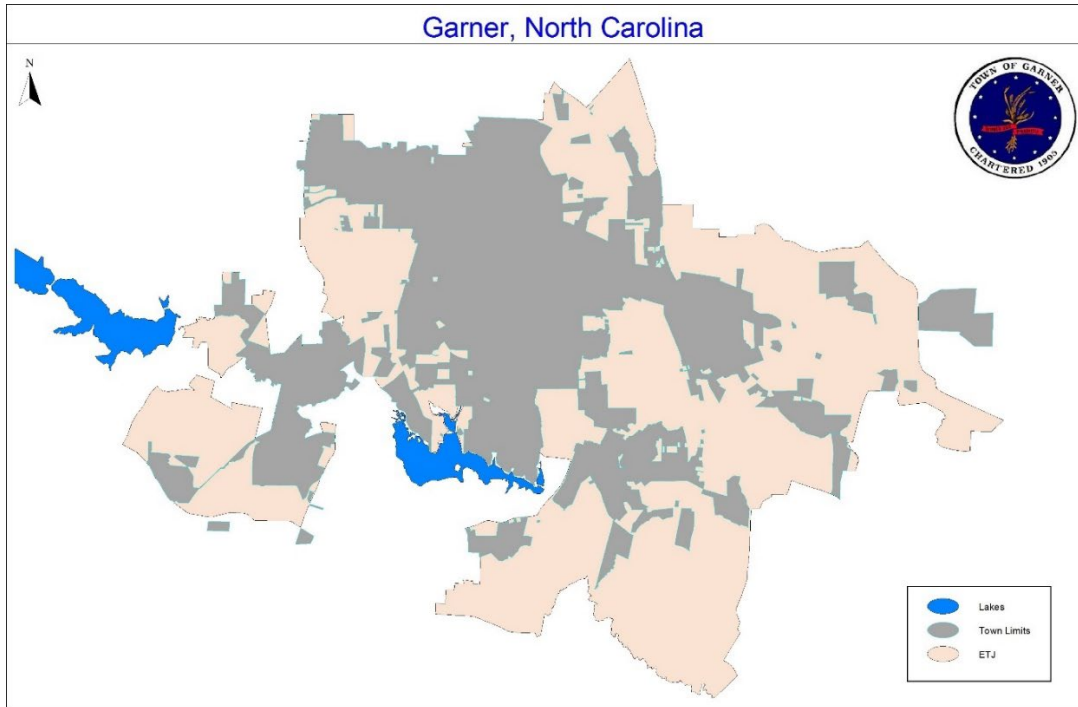 Garner, North Carolina
N
TOWN OF GARNER
CHARTERED 1905
Lakes
Town Limits
ETJ